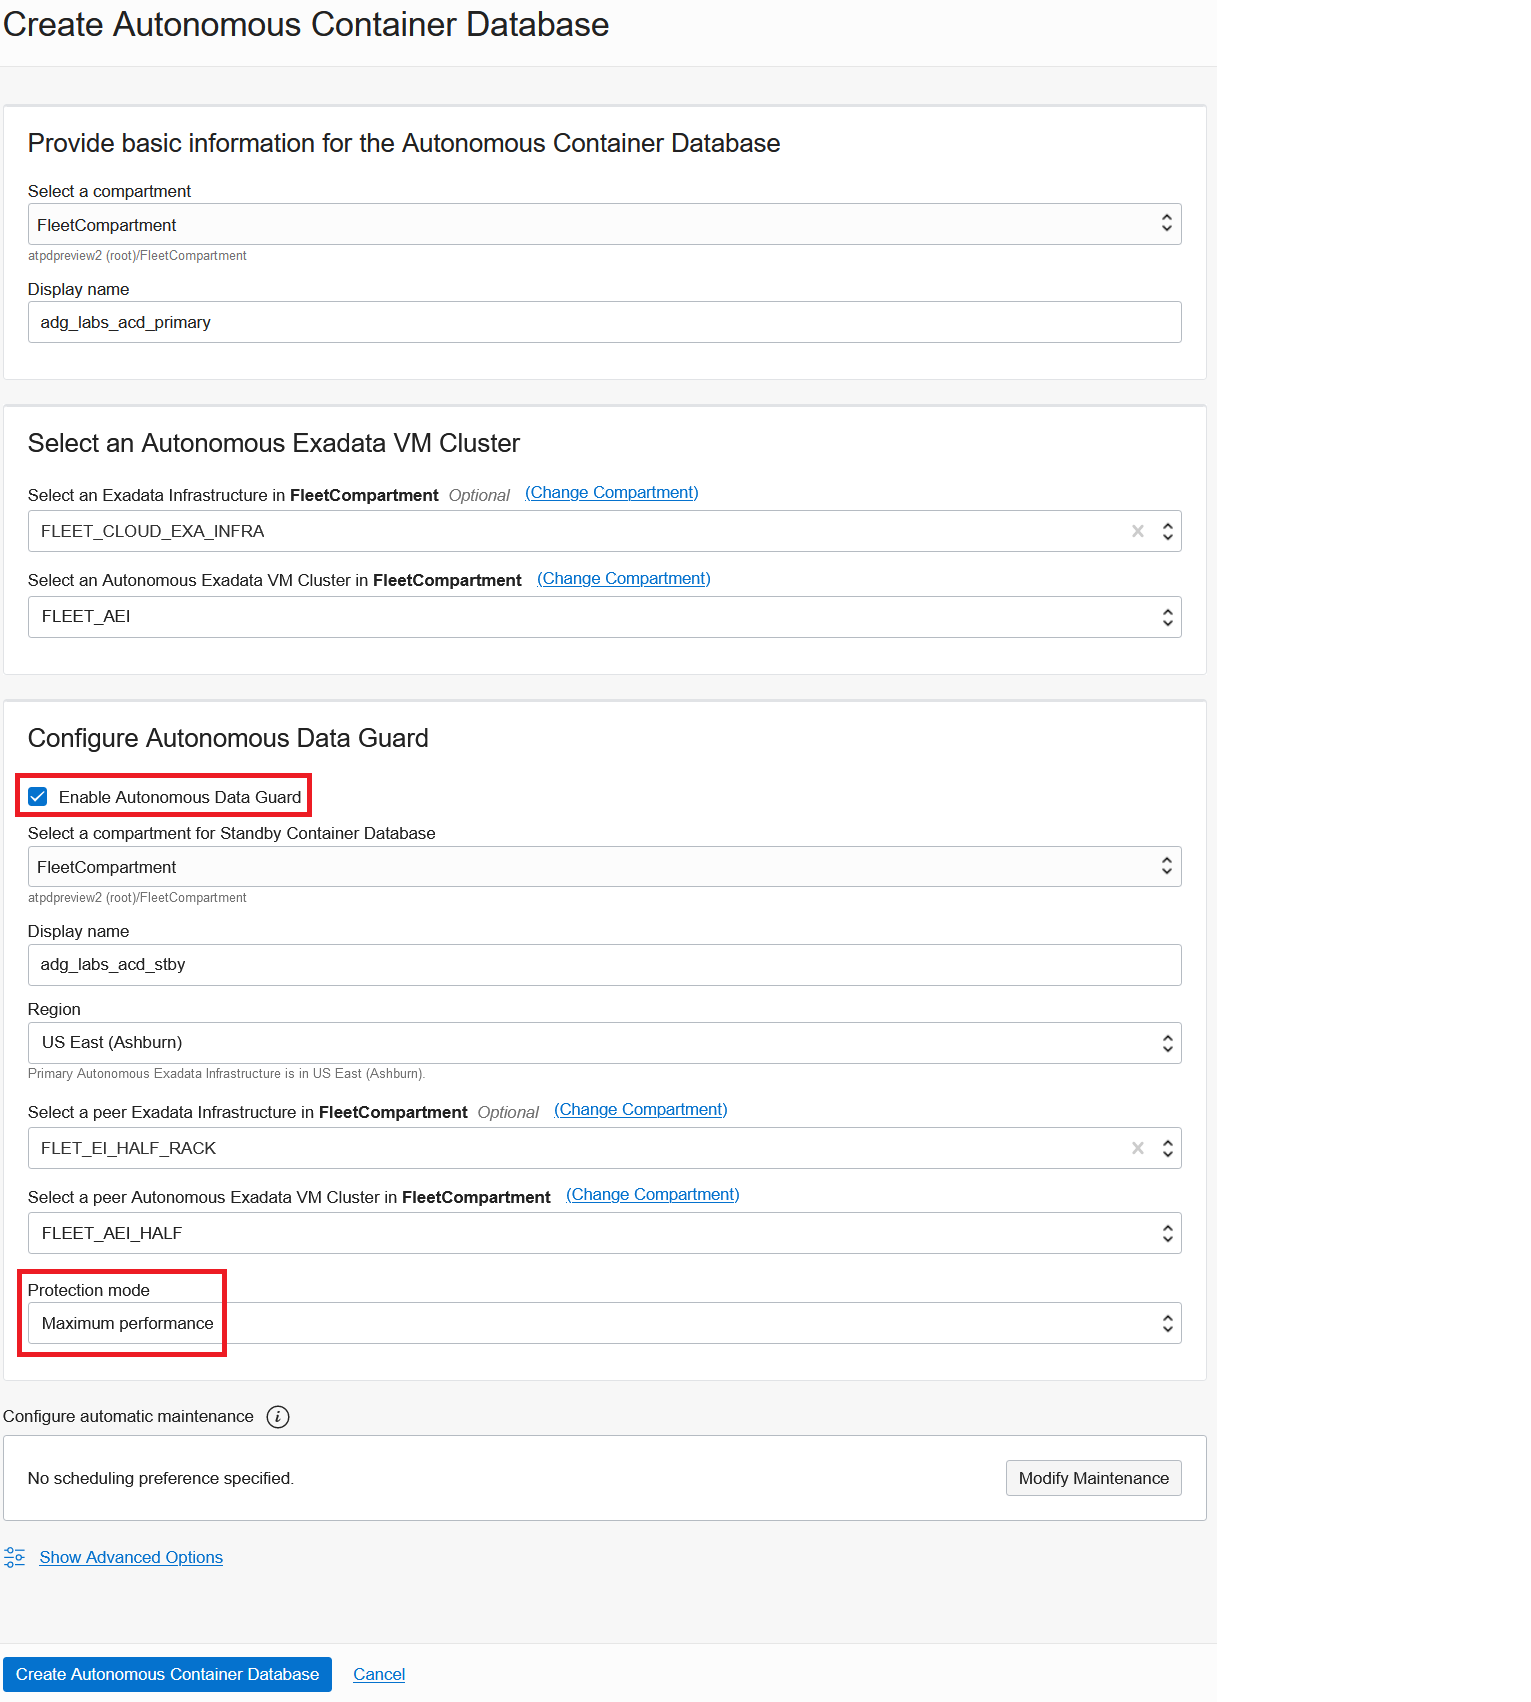 Create Autonomous Container Database
Provide basic information for the Autonomous Container Database
Select a compartment
FleetCompartment
atpdpreview2 (root)/FleetCompartment
Display name
adg_labs_acd_primary
Select an Autonomous Exadata VM Cluster
Select an Exadata Infrastructure in FleetCompartment Optional (Change Compartment)
FLEET_CLOUD_EXA_INFRA
Select an Autonomous Exadata VM Cluster in FleetCompartment (Change Compartment)
FLEET_AEI
Configure Autonomous Data Guard
Enable Autonomous Data Guard
Select a compartment for Standby Container Database
FleetCompartment
atpdpreview2 (root)/FleetCompartment
Display name
adg_labs_acd_stby
Region
US East (Ashburn)
Primary Autonomous Exadata Infrastructure is in US East (Ashburn).
Select a peer Exadata Infrastructure in FleetCompartment Optional (Change Compartment)
FLET_EI_HALF_RACK
Select a peer Autonomous Exadata VM Cluster in FleetCompartment (Change Compartment)
FLEET_AEI_HALF
Protection mode
Maximum performance
Configure automatic maintenance i
No scheduling preference specified. Modify Maintenance
Show Advanced Options
Create Autonomous Container Database Cancel